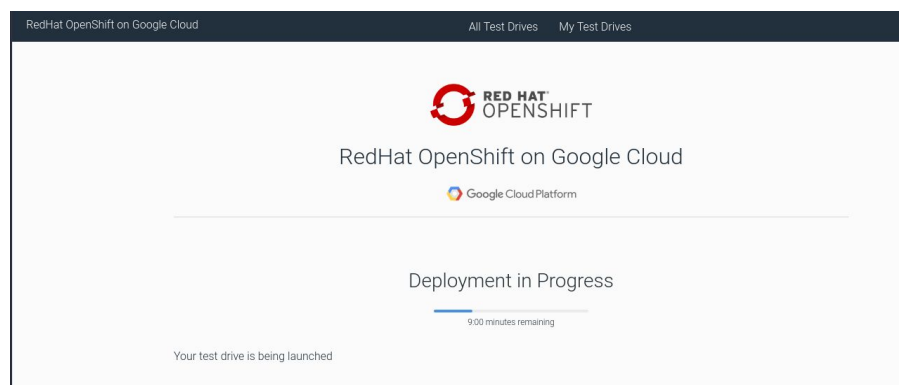 RedHat OpenShift on Google Cloud
All Test Drives
My Test Drives
RED HAT
OPENSHIFT
RedHat OpenShift on Google Cloud
Google Cloud Platform
Deployment in Progress
9:00 minutes remaining
Your test drive is being launched